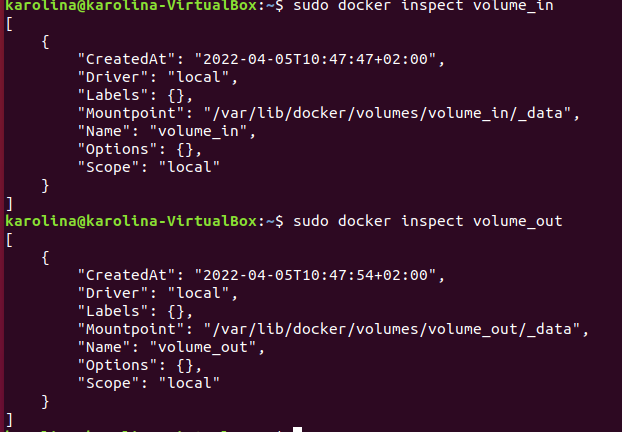 karolina@karolina-VirtualBox:~$ sudo docker inspect volume_in
[
    {
        "CreatedAt": "2022-04-05T10:47:47+02:00",
        "Driver": "local",
        "Labels": {},
        "Mountpoint": "/var/lib/docker/volumes/volume_in/_data",
        "Name": "volume_in",
        "Options": {},
        "Scope": "local"
    }
]
karolina@karolina-VirtualBox:~$ sudo docker inspect volume_out
[
    {
        "CreatedAt": "2022-04-05T10:47:54+02:00",
        "Driver": "local",
        "Labels": {},
        "Mountpoint": "/var/lib/docker/volumes/volume_out/_data",
        "Name": "volume_out",
        "Options": {},
        "Scope": "local"
    }
]